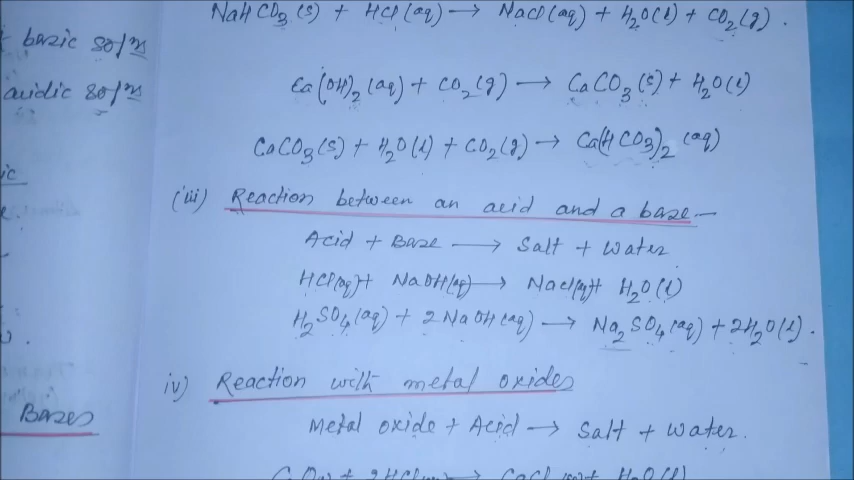 basic sol/ns
acidic sol/ns
ic
Bases
NaHCO3(s) + HCl(aq) → NaCl(aq) + H2O(l) + CO2(g).
Ca(OH)2(aq) + CO2(g) → CaCO3(s) + H2O(l)
CaCO3(s) + H2O(l) + CO2(g) → Ca(HCO3)2(aq)
(iii) Reaction between an acid and a base—
Acid + Base → Salt + Water
HCl(aq)+ NaOH(aq) → NaCl(aq)+ H2O(l)
H2SO4(aq) + 2NaOH(aq) → Na2SO4(aq) + 2H2O(l).
iv) Reaction with metal oxides
Metal oxide + Acid → Salt + Water.